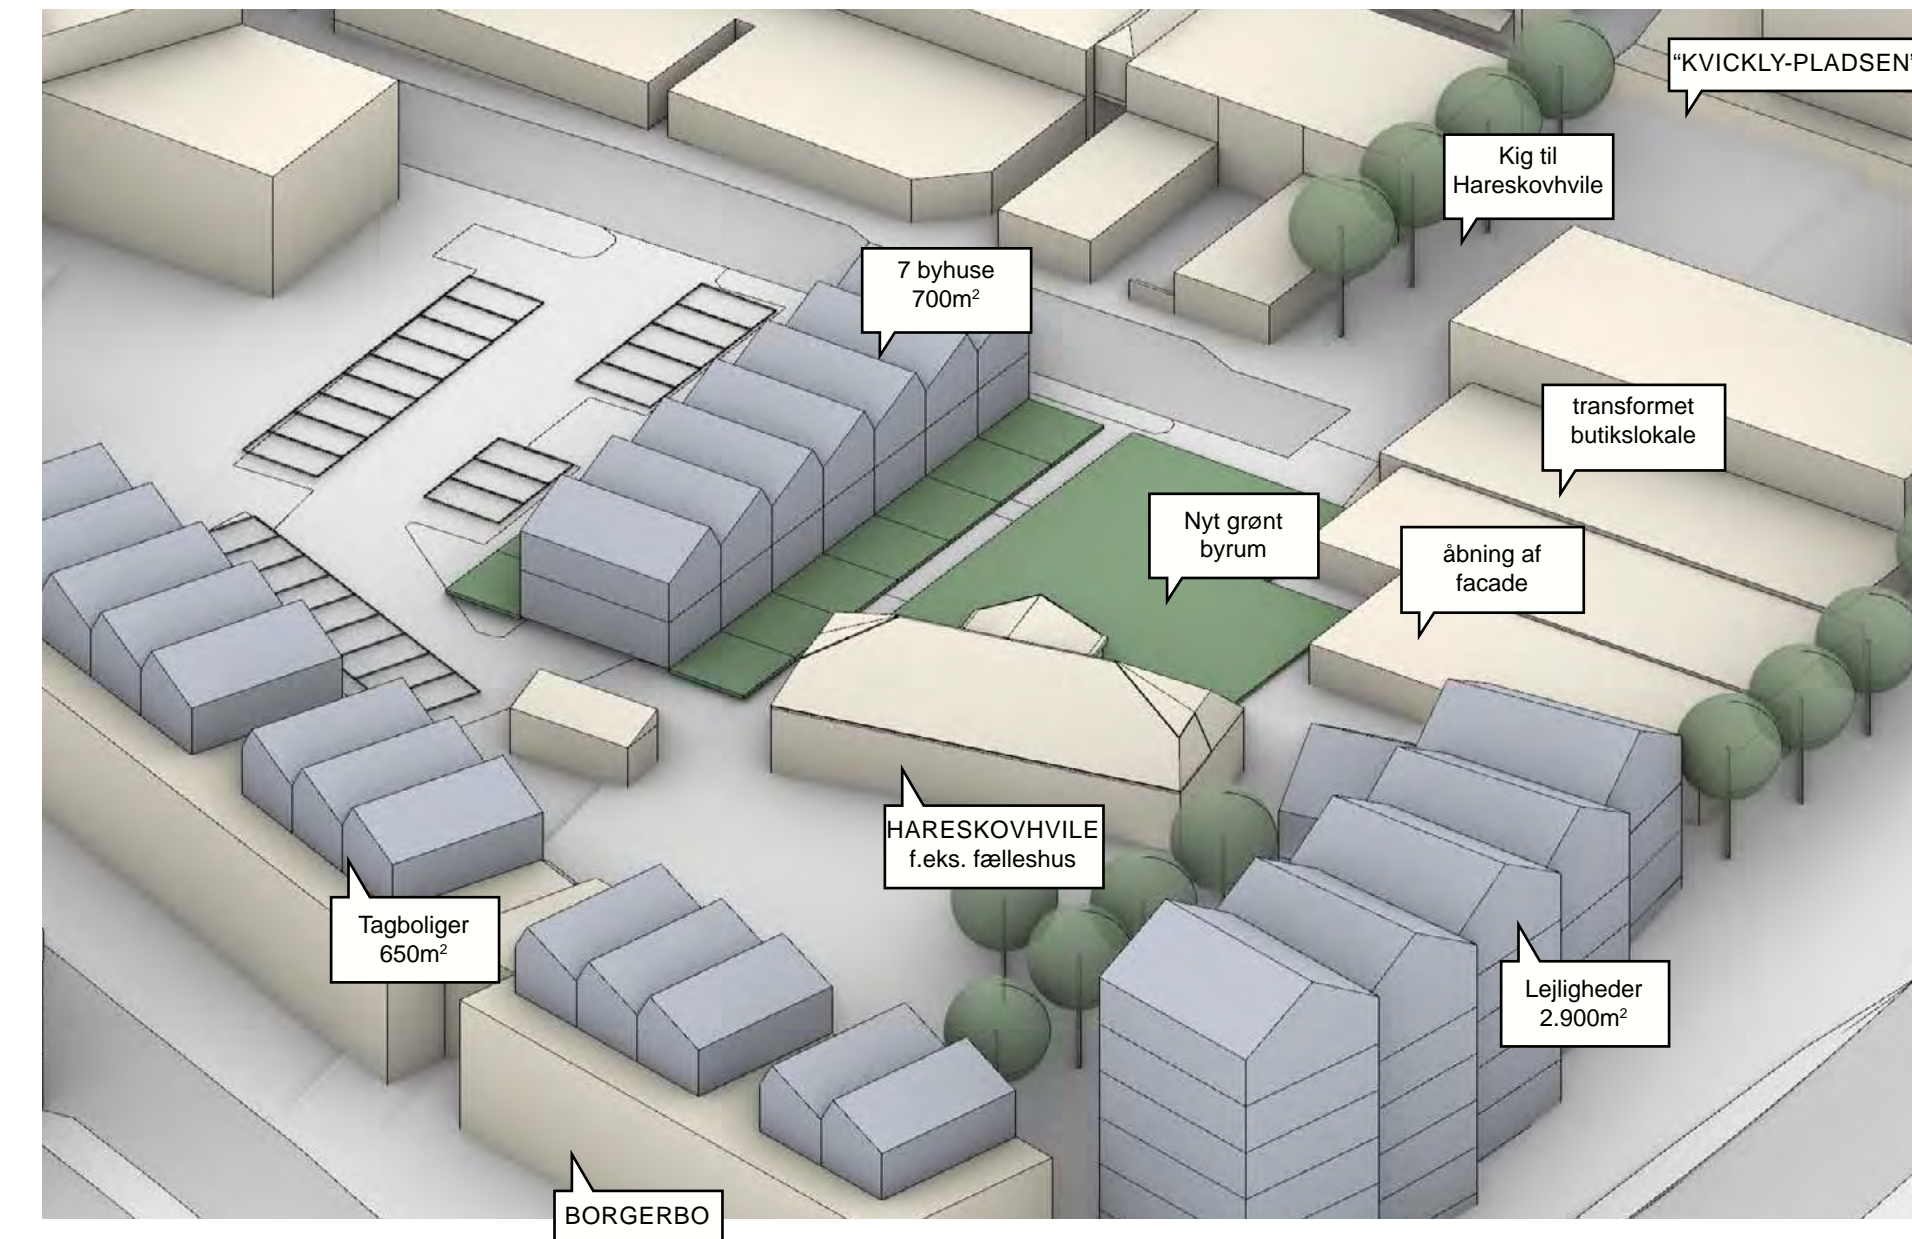 “KVICKLY-PLADSEN”
Kig til
Hareskovhvile
7 byhuse
700m²
transformet
butikslokale
Nyt grønt
byrum
åbning af
facade
HARESKOVHVILE
f.eks. fælleshus
Tagboliger
650m²
Lejligheder
2.900m²
BORGERBO